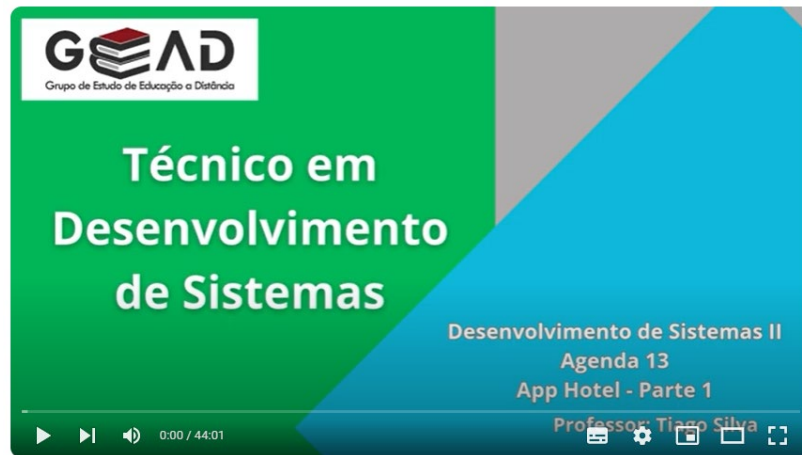 GEAD
Grupo de Estudo de Educação a Distância
Técnico em
Desenvolvimento
de Sistemas
Desenvolvimento de Sistemas II
Agenda 13
App Hotel - Parte 1
Professor: Tiago Silva
0:00 / 44:01